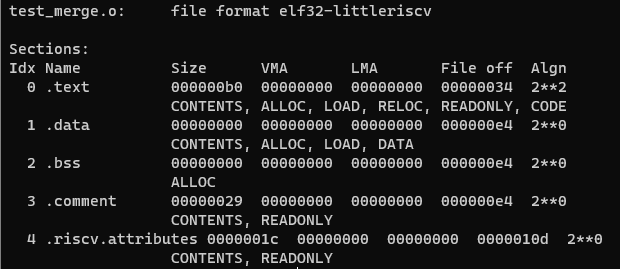 test_merge.o:     file format elf32-littleriscv
Sections:
Idx Name          Size      VMA       LMA       File off  Algn
  0 .text         000000b0  00000000  00000000  00000034  2**2
                  CONTENTS, ALLOC, LOAD, RELOC, READONLY, CODE
  1 .data         00000000  00000000  00000000  000000e4  2**0
                  CONTENTS, ALLOC, LOAD, DATA
  2 .bss          00000000  00000000  00000000  000000e4  2**0
                  ALLOC
  3 .comment      00000029  00000000  00000000  000000e4  2**0
                  CONTENTS, READONLY
  4 .riscv.attributes 0000001c  00000000  00000000  0000010d  2**0
                  CONTENTS, READONLY